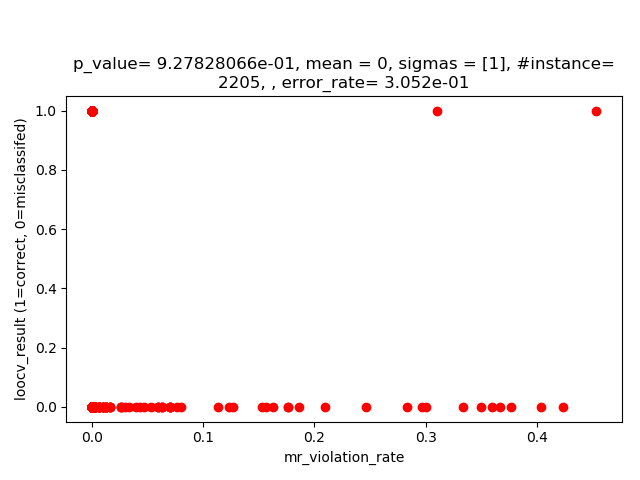 p_value= 9.27828066e-01, mean = 0, sigmas = [1], #instance=
2205, , error_rate= 3.052e-01
1.0
0.8
0.6
0.4
0.2
0.0
loocv_result (1=correct, 0=misclassifed)
0.0 0.1 0.2 0.3 0.4
mr_violation_rate